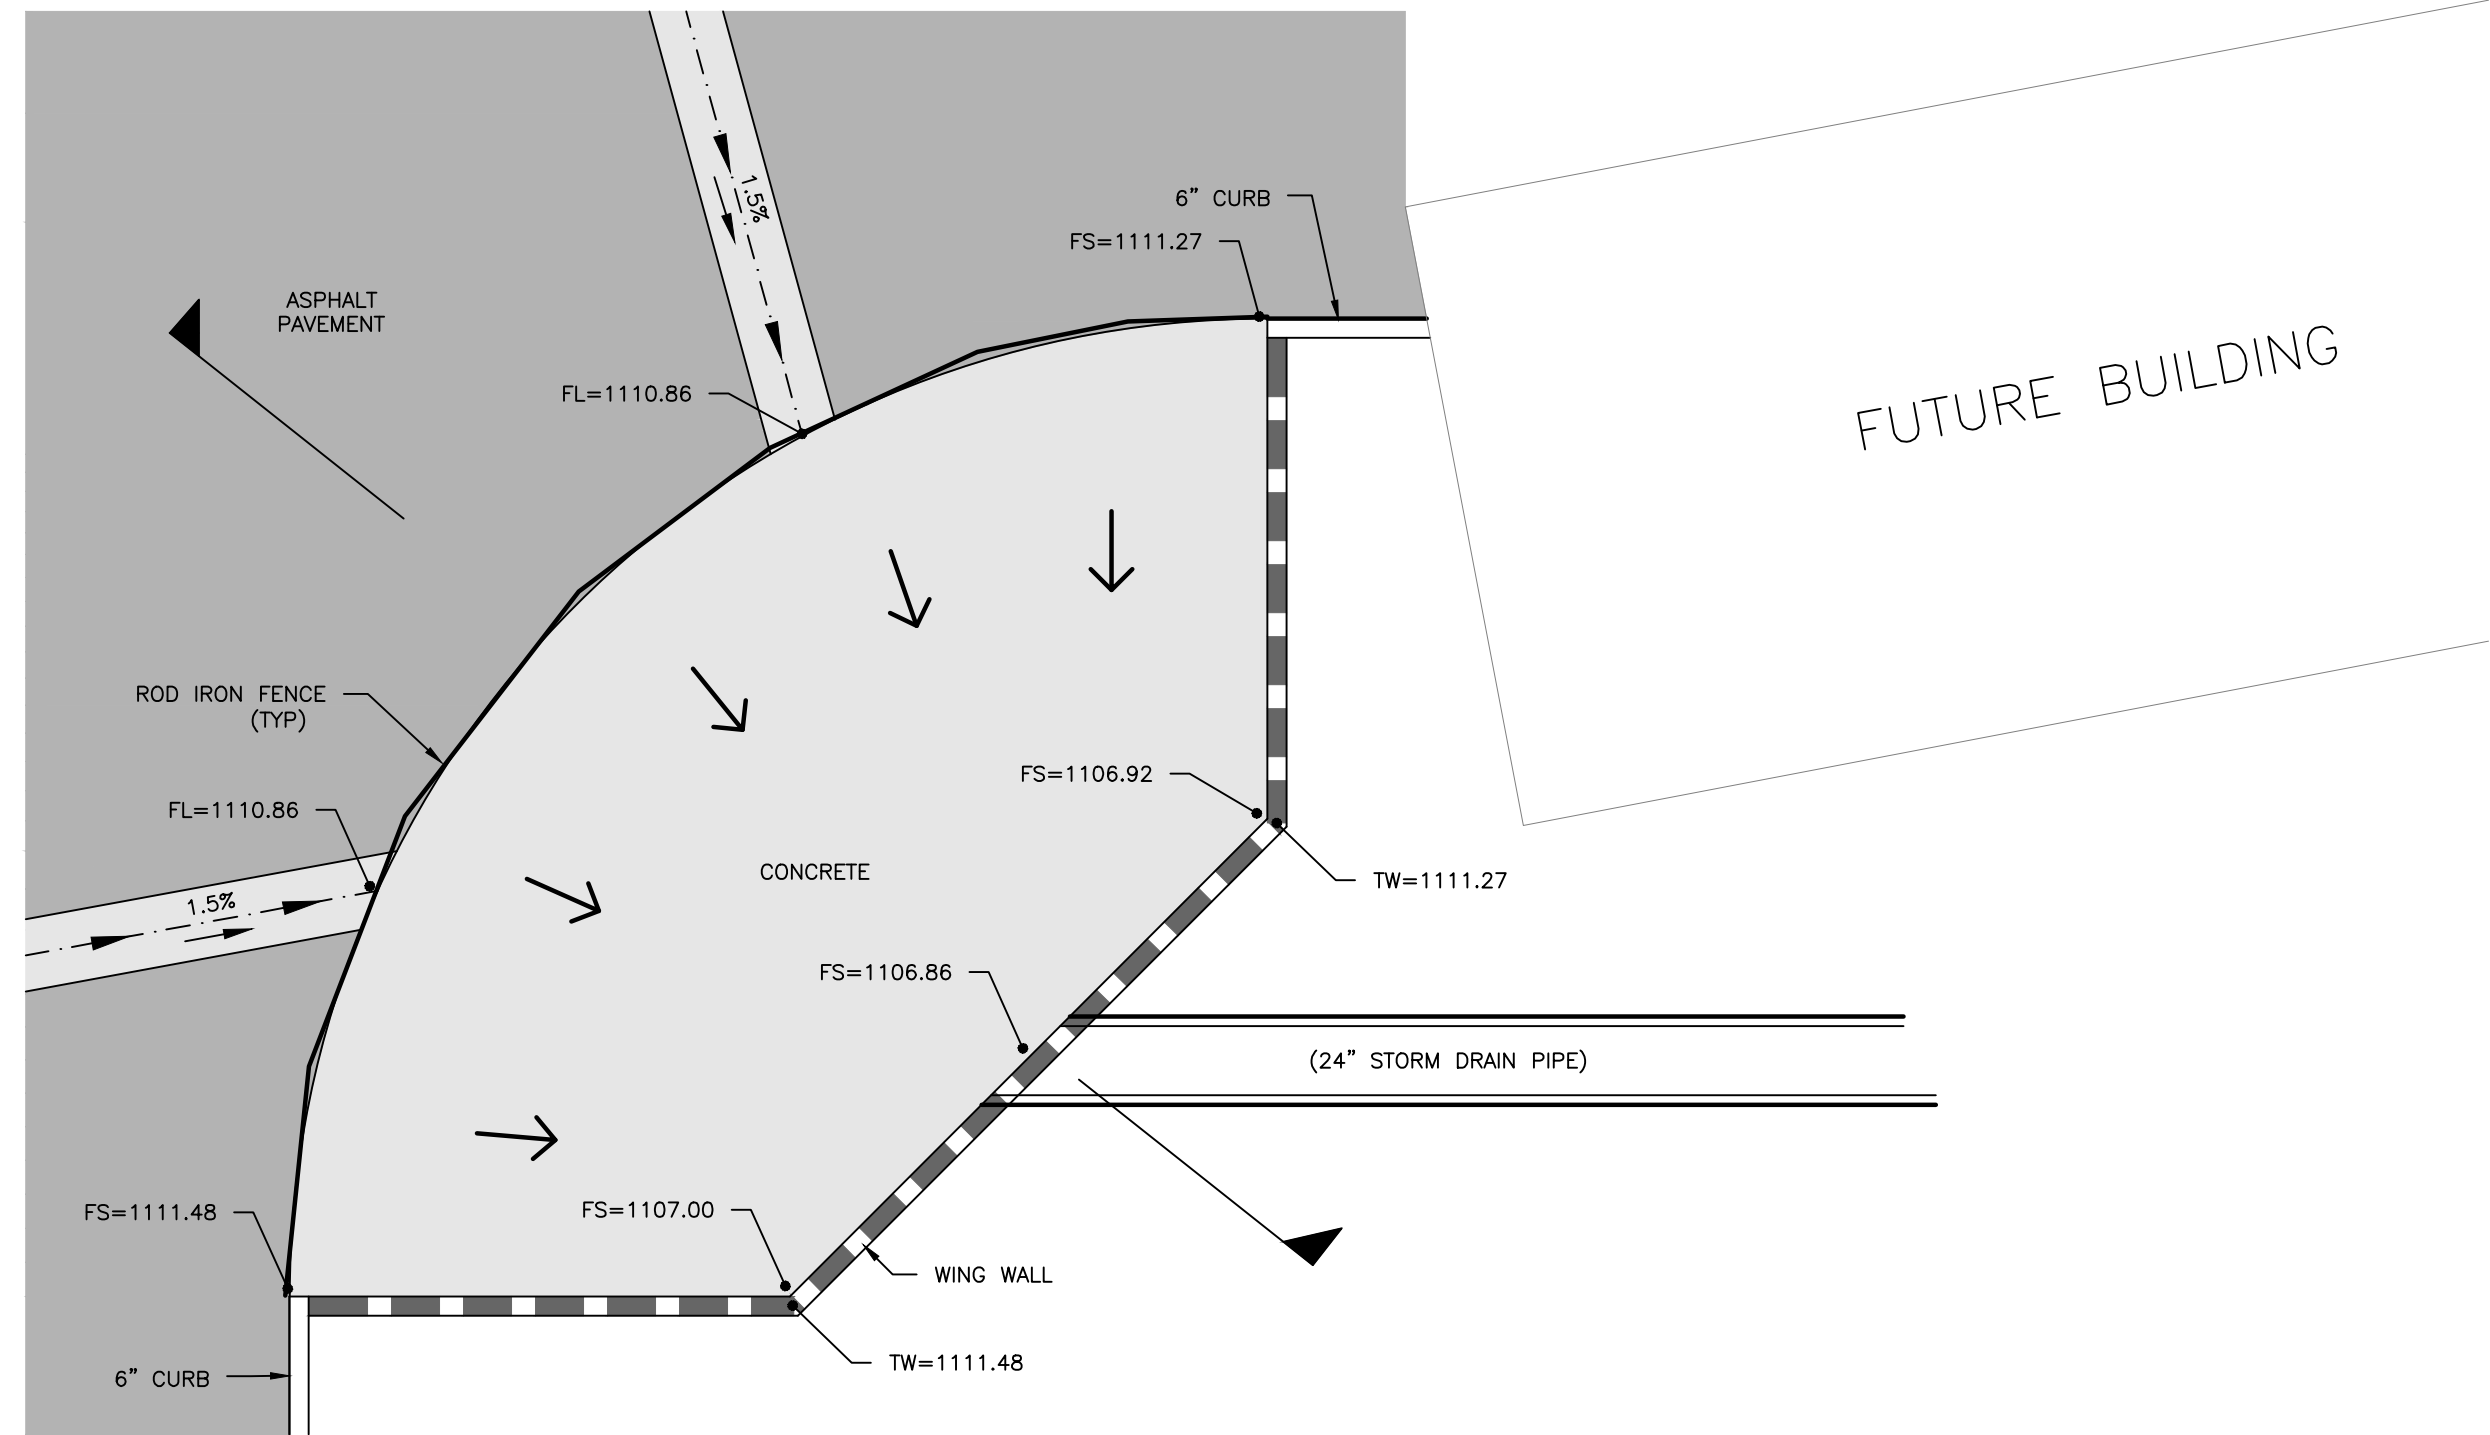 1.5%
6” CURB
FS=1111.27
ASPHALT
PAVEMENT
FUTURE BUILDING
FL=1110.86
ROD IRON FENCE
(TYP)
FS=1106.92
FL=1110.86
CONCRETE
TW=1111.27
1.5%
FS=1106.86
(24” STORM DRAIN PIPE)
FS=1111.48
FS=1107.00
WING WALL
TW=1111.48
6” CURB